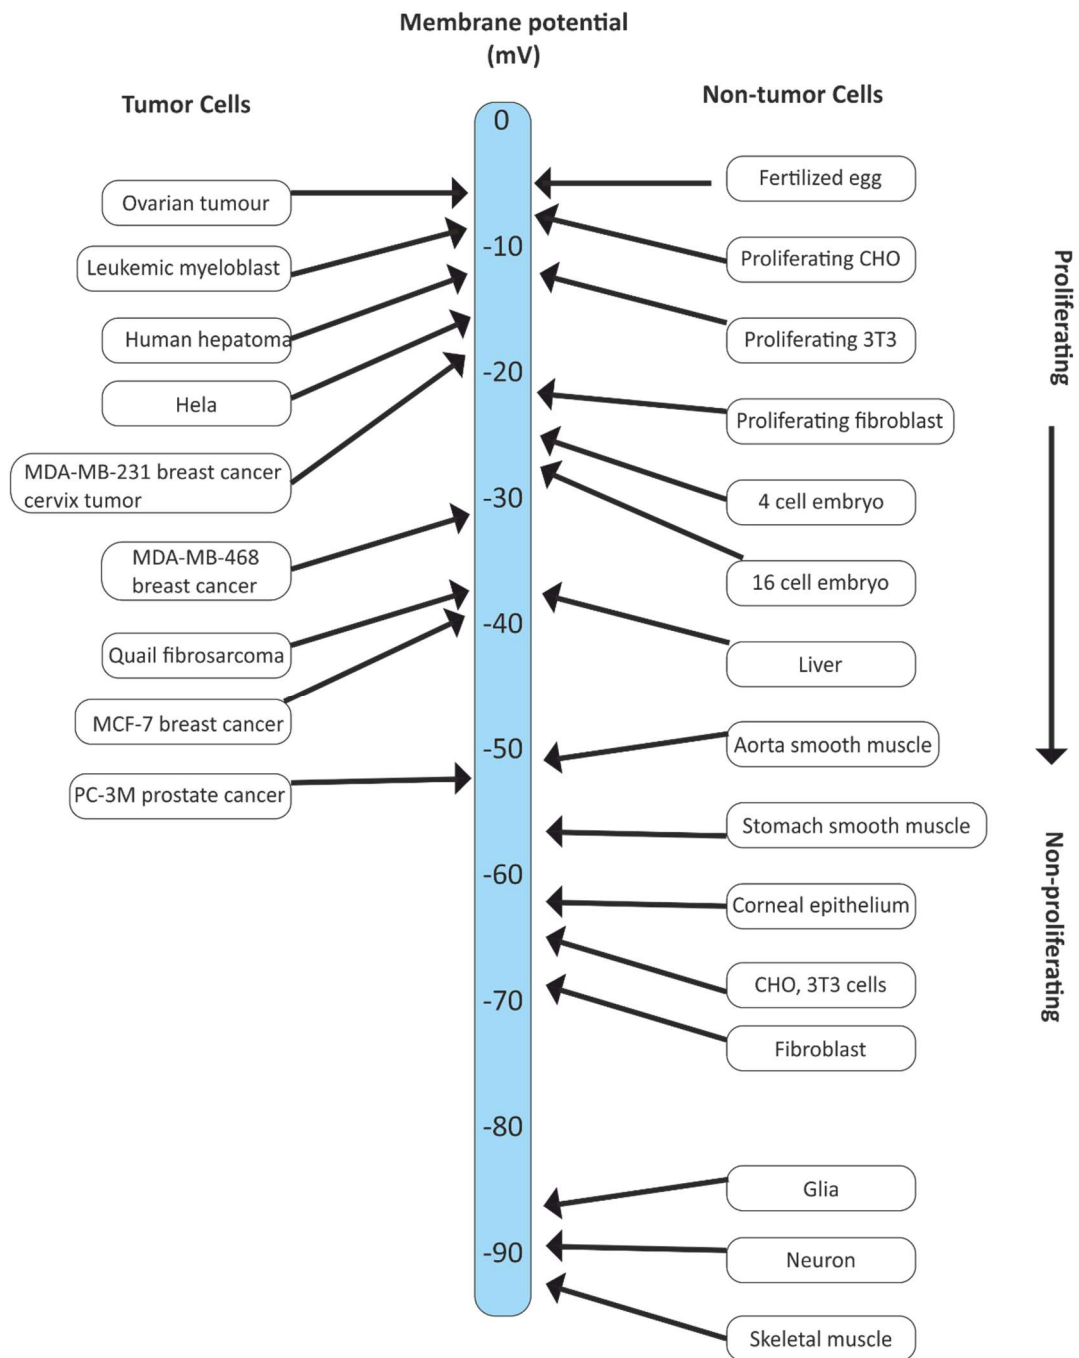 Membrane potential
(mV)
Tumor Cells
Non-tumor Cells
0
-10
-20
-30
-40
-50
-60
-70
-80
-90
Ovarian tumour
Leukemic myeloblast
Human hepatoma
Hela
MDA-MB-231 breast cancer
cervix tumor
MDA-MB-468
breast cancer
Quail fibrosarcoma
MCF-7 breast cancer
PC-3M prostate cancer
Fertilized egg
Proliferating CHO
Proliferating 3T3
Proliferating fibroblast
4 cell embryo
16 cell embryo
Liver
Aorta smooth muscle
Stomach smooth muscle
Corneal epithelium
CHO, 3T3 cells
Fibroblast
Glia
Neuron
Skeletal muscle
Proliferating
Non-proliferating